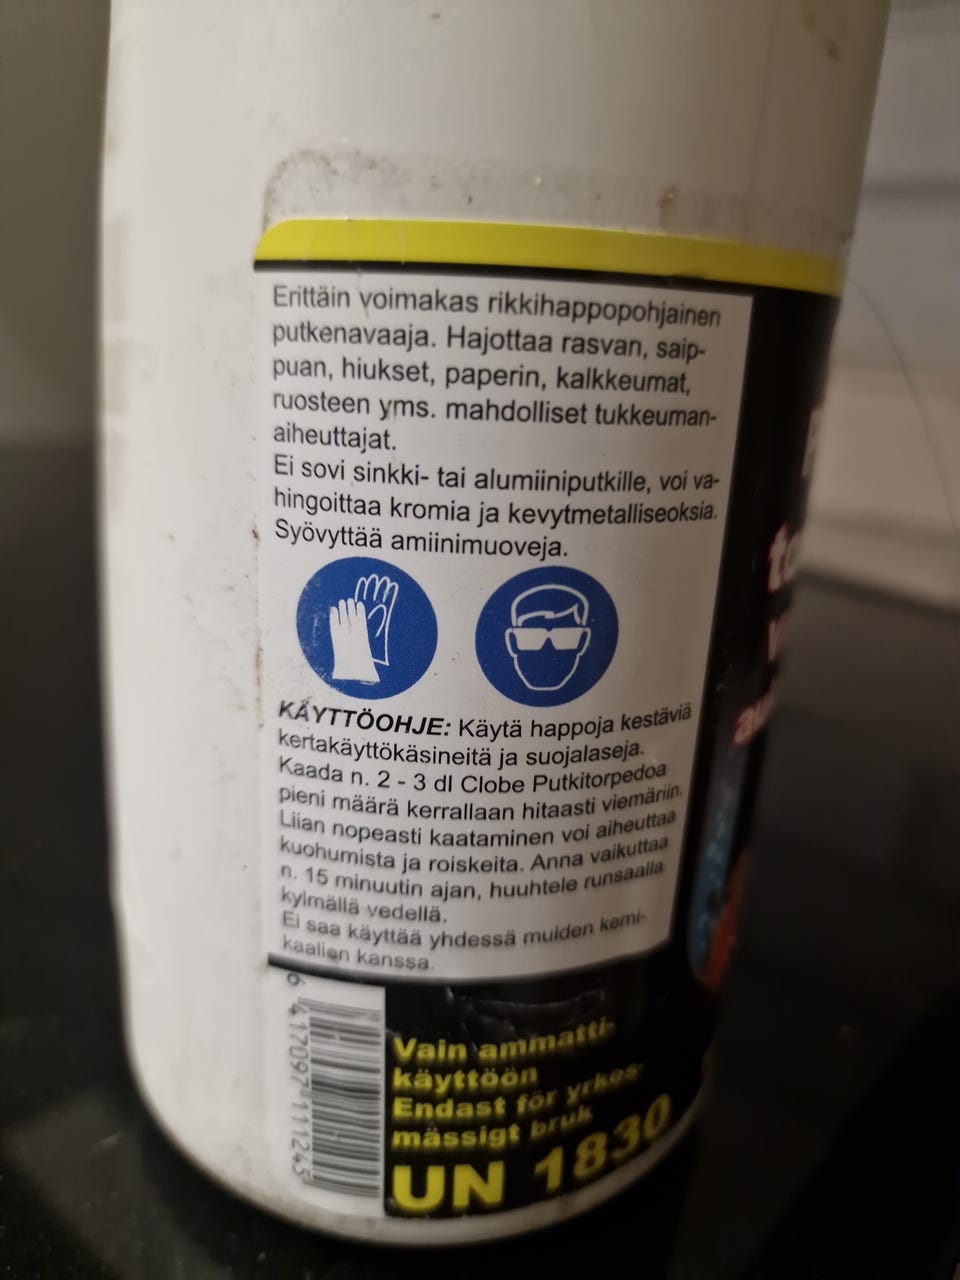 Erittäin voimakas rikkihappopohjainen
putkenavaaja. Hajottaa rasvan, saip-
puan, hiukset, paperin, kalkkeumat,
ruosteen yms. mahdolliset tukkeuman-
aiheuttajat.
Ei sovi sinkki- tai alumiiniputkille, voi va-
hingoittaa kromia ja kevytmetalliseoksia.
Syövyttää amiinimuoveja.
KÄYTTÖOHJE: Käytä happoja kestäviä
kertakäyttökäsineitä ja suojalaseja.
Kaada n. 2 - 3 dl Clobe Putkitorpedoa
pieni määrä kerrallaan hitaasti viemäriin.
Liian nopeasti kaataminen voi aiheuttaa
kuohumista ja roiskeita. Anna vaikuttaa
n. 15 minuutin ajan, huuhtele runsaalla
kylmällä vedellä.
Ei saa käyttää yhdessä muiden kemi-
kaalien kanssa.
6 417097 111245
Vain ammatti-
käyttöön
Endast för yrkes-
mässigt bruk
UN 1830